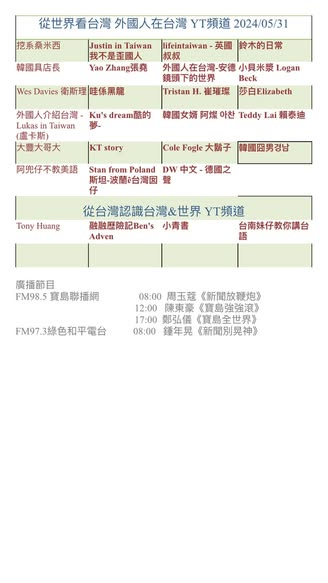 從世界看台灣 外國人在台灣 YT頻道 2024/05/31
挖系桑米西
Justin in Taiwan 我不是歪國人
lifeintaiwan - 英國叔叔
鈴木的日常
韓國具店長
Yao Zhang張堯
外國人在台灣-安德鏡頭下的世界
小貝米漿 Logan Beck
Wes Davies 衛斯理
哇係黑龍
Tristan H. 崔璀璨
莎白Elizabeth
外國人介紹台灣 - Lukas in Taiwan (盧卡斯)
Ku's dream酷的夢-
韓國女婿 阿燦 아찬
Teddy Lai 賴泰迪
大豐大哥大
KT story
Cole Fogle 大鬍子
韓國囧男경남
阿兜仔不教美語
Stan from Poland 斯坦-波蘭ê台灣囡仔
DW 中文 - 德國之聲
從台灣認識台灣&世界 YT頻道
Tony Huang
融融歷險記Ben's Adven
小青書
台南妹仔教你講台語
廣播節目
FM98.5 寶島聯播網 08:00 周玉蔻《新聞放鞭炮》
12:00 陳東豪《寶島強強滾》
17:00 鄭弘儀《寶島全世界》
FM97.3綠色和平電台 08:00 鍾年晃《新聞別晃神》